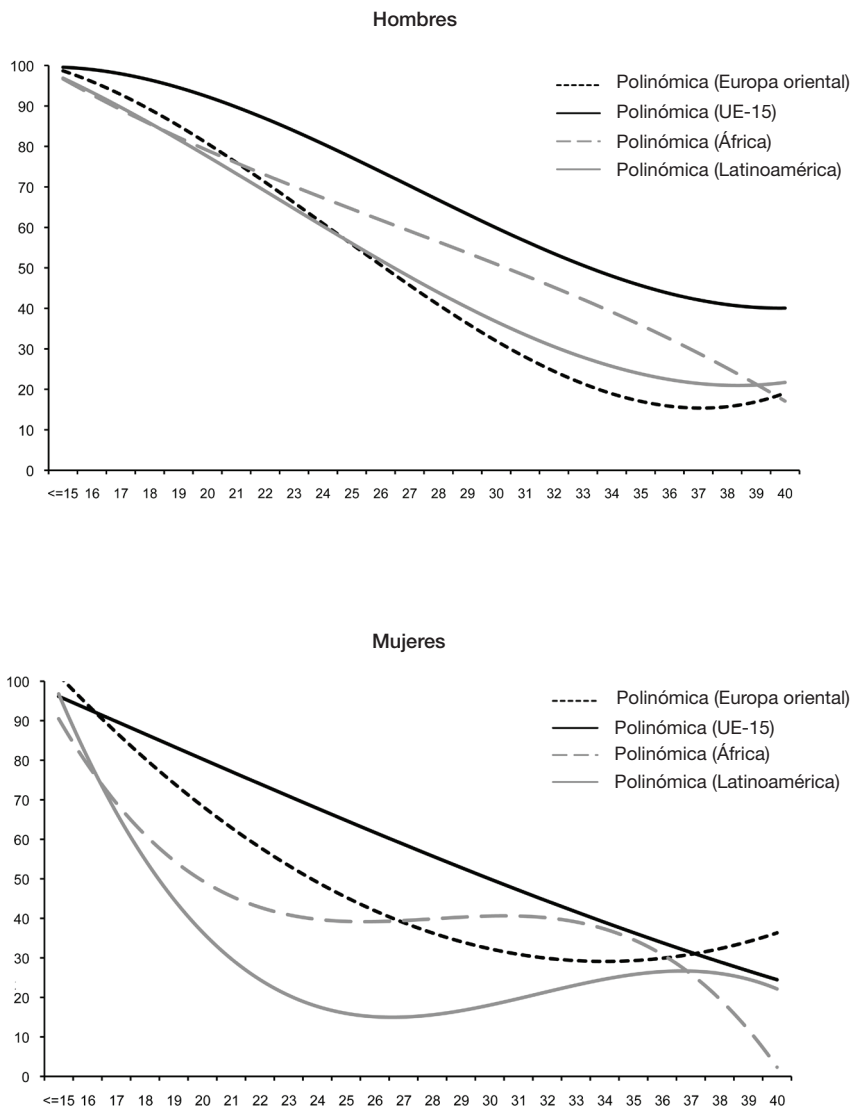 Hombres
100
90
80
70
60
50
40
30
20
10
0
Polinómica (Europa oriental)
Polinómica (UE-15)
Polinómica (África)
Polinómica (Latinoamérica)
<=15 16 17 18 19 20 21 22 23 24 25 26 27 28 29 30 31 32 33 34 35 36 37 38 39 40
Mujeres
100
90
80
70
60
50
40
30
20
10
0
Polinómica (Europa oriental)
Polinómica (UE-15)
Polinómica (África)
Polinómica (Latinoamérica)
<=15 16 17 18 19 20 21 22 23 24 25 26 27 28 29 30 31 32 33 34 35 36 37 38 39 40